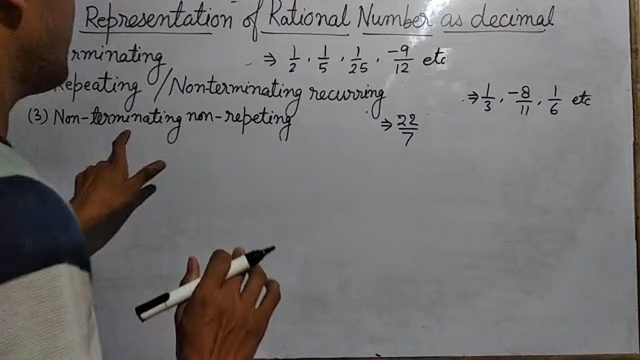 Representation of Rational Number as decimal
rminating ⇒ 1/2, 1/5, 1/25, -9/12 etc
Repeating / Nonterminating recurring ⇒ 1/3, -8/11, 1/6 etc
(3) Non-terminating non-repeting ⇒ 22/7